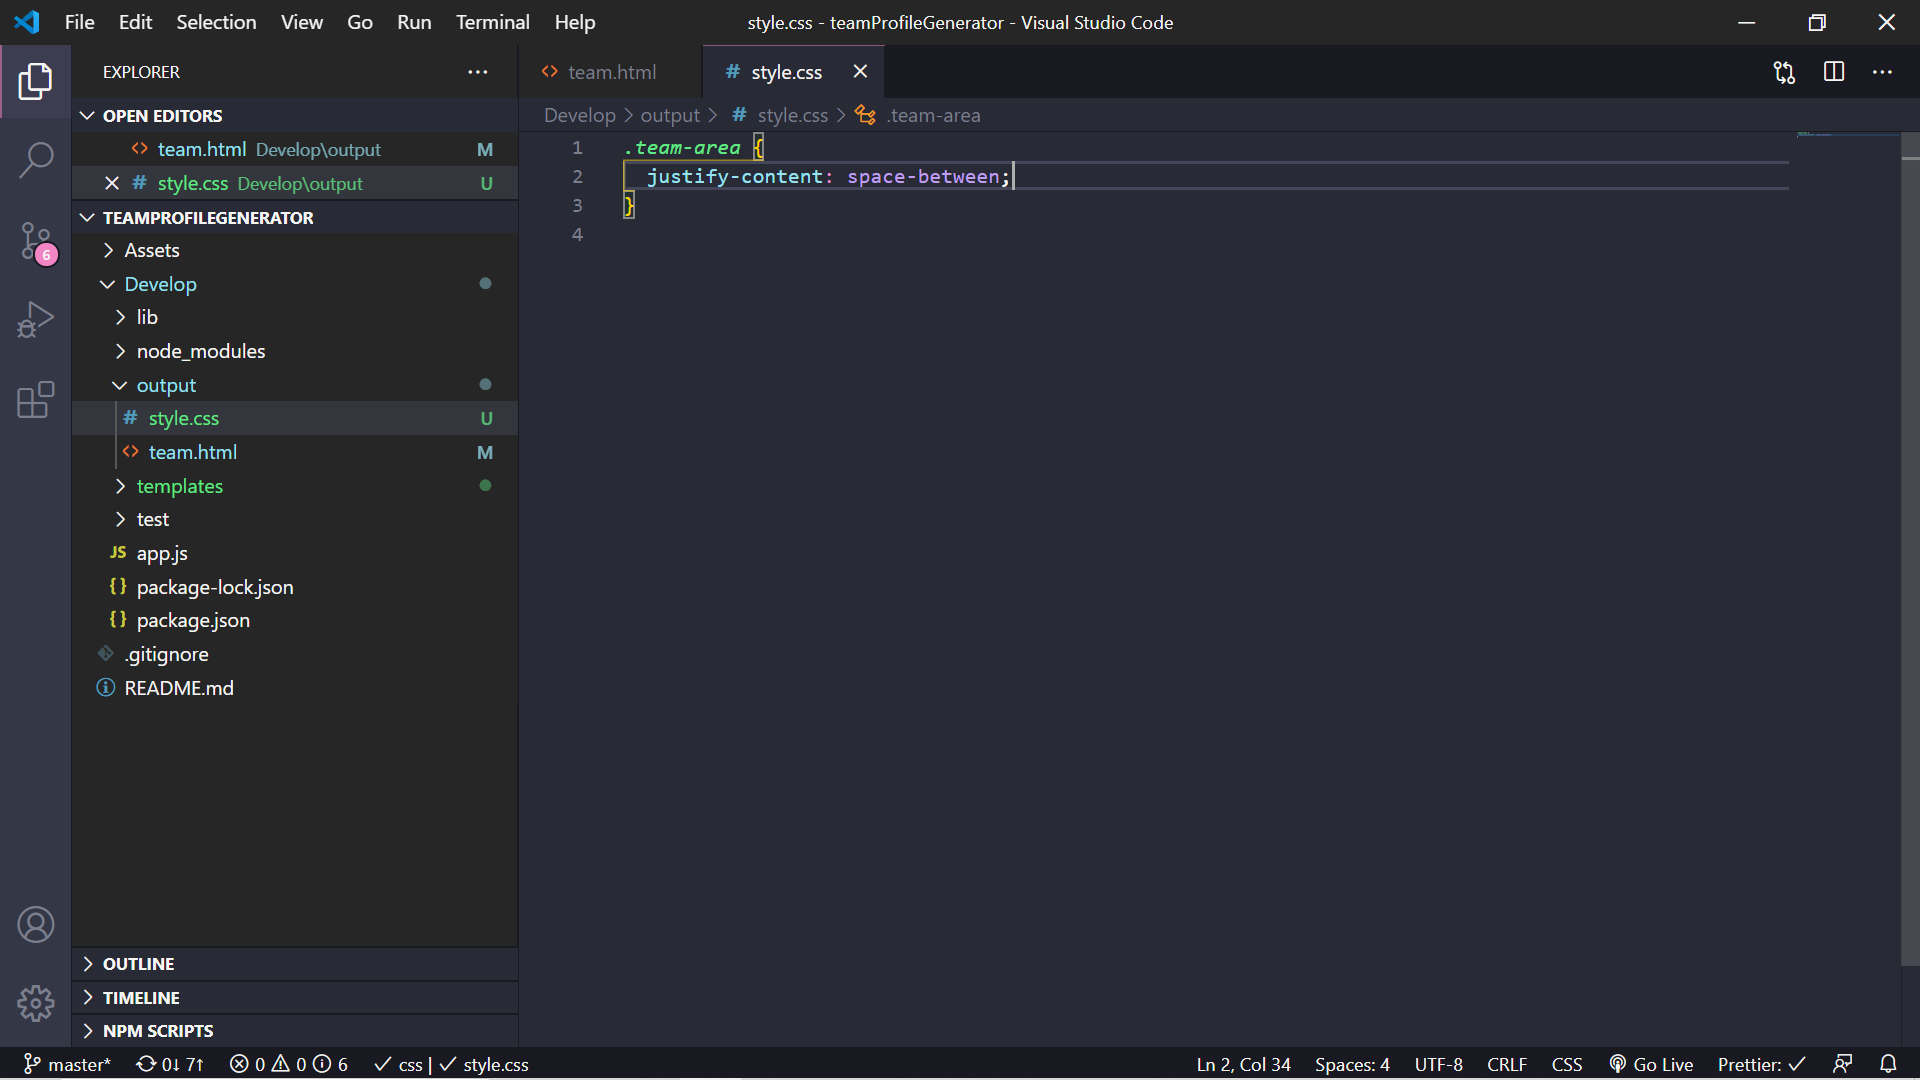 File Edit Selection View Go Run Terminal Help style.css - teamProfileGenerator - Visual Studio Code
EXPLORER
team.html
# style.css
OPEN EDITORS
team.html Develop\output M
# style.css Develop\output U
TEAMPROFILEGENERATOR
Assets
Develop
lib
node_modules
output
# style.css U
team.html M
templates
test
JS app.js
{} package-lock.json
{} package.json
.gitignore
README.md
6
OUTLINE
TIMELINE
NPM SCRIPTS
Develop > output > # style.css > .team-area
1 .team-area {
2 justify-content: space-between;
3 }
4
master* 0↓ 7↑ 0 0 6 css | style.css Ln 2, Col 34 Spaces: 4 UTF-8 CRLF CSS Go Live Prettier: ✓